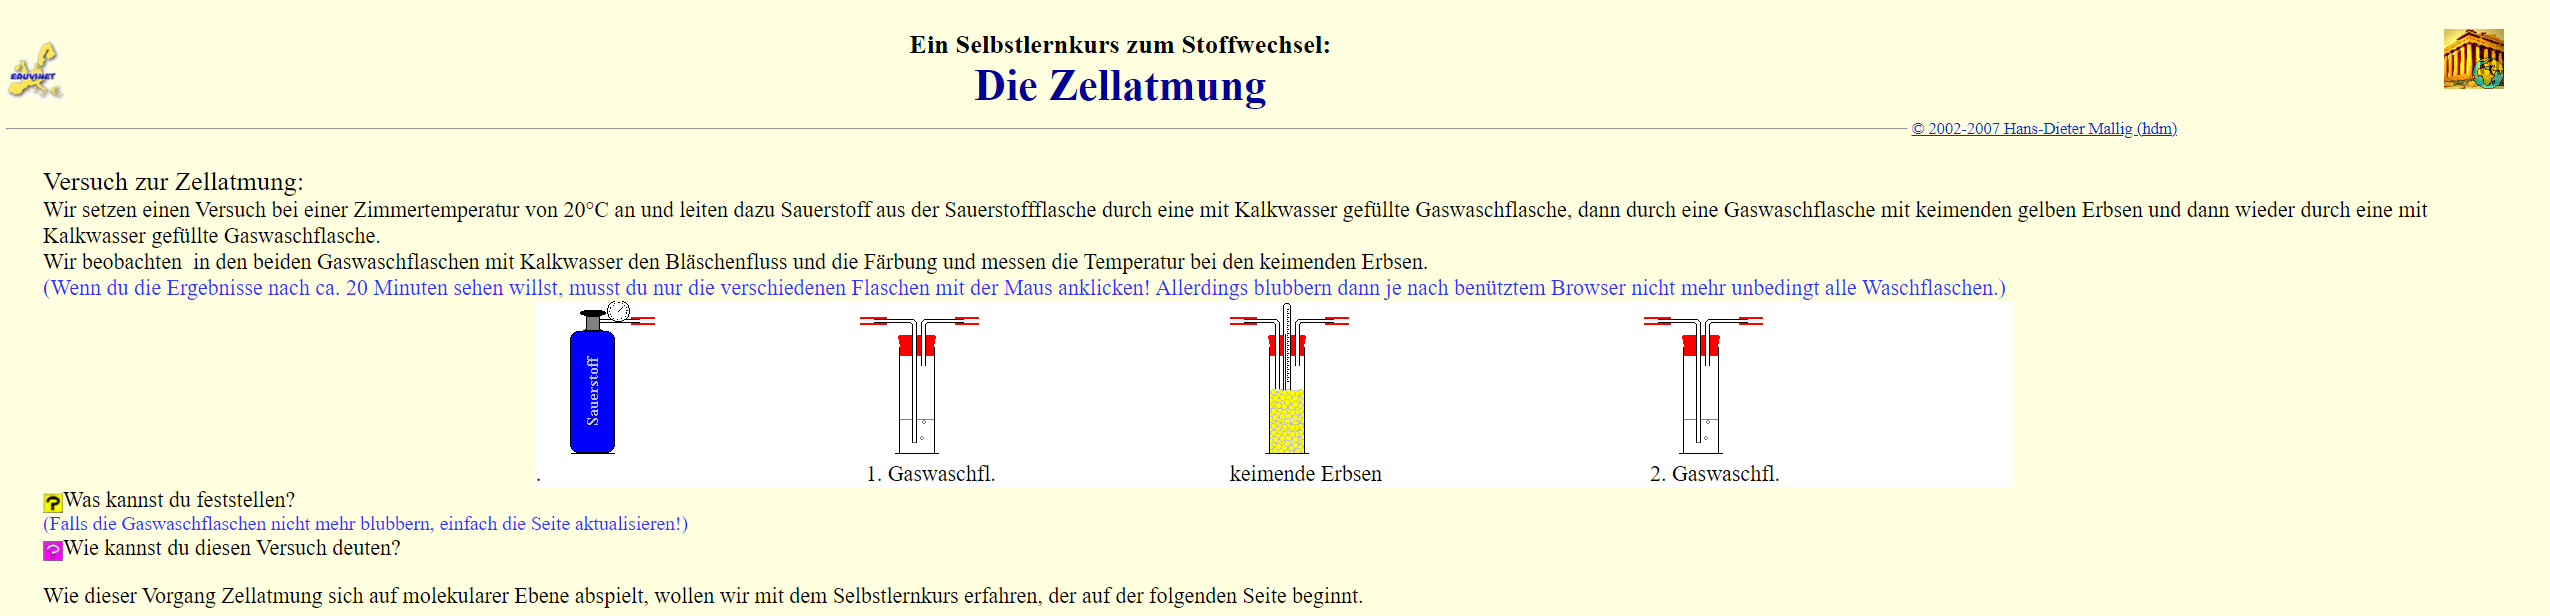 EDUVINET
Ein Selbstlernkurs zum Stoffwechsel:
Die Zellatmung
© 2002-2007 Hans-Dieter Mallig (hdm)
Versuch zur Zellatmung:
Wir setzen einen Versuch bei einer Zimmertemperatur von 20°C an und leiten dazu Sauerstoff aus der Sauerstoffflasche durch eine mit Kalkwasser gefüllte Gaswaschflasche, dann durch eine Gaswaschflasche mit keimenden gelben Erbsen und dann wieder durch eine mit
Kalkwasser gefüllte Gaswaschflasche.
Wir beobachten  in den beiden Gaswaschflaschen mit Kalkwasser den Bläschenfluss und die Färbung und messen die Temperatur bei den keimenden Erbsen.
(Wenn du die Ergebnisse nach ca. 20 Minuten sehen willst, musst du nur die verschiedenen Flaschen mit der Maus anklicken! Allerdings blubbern dann je nach benütztem Browser nicht mehr unbedingt alle Waschflaschen.)
Sauerstoff
. 1. Gaswaschfl. keimende Erbsen 2. Gaswaschfl.
? Was kannst du feststellen?
(Falls die Gaswaschflaschen nicht mehr blubbern, einfach die Seite aktualisieren!)
? Wie kannst du diesen Versuch deuten?
Wie dieser Vorgang Zellatmung sich auf molekularer Ebene abspielt, wollen wir mit dem Selbstlernkurs erfahren, der auf der folgenden Seite beginnt.